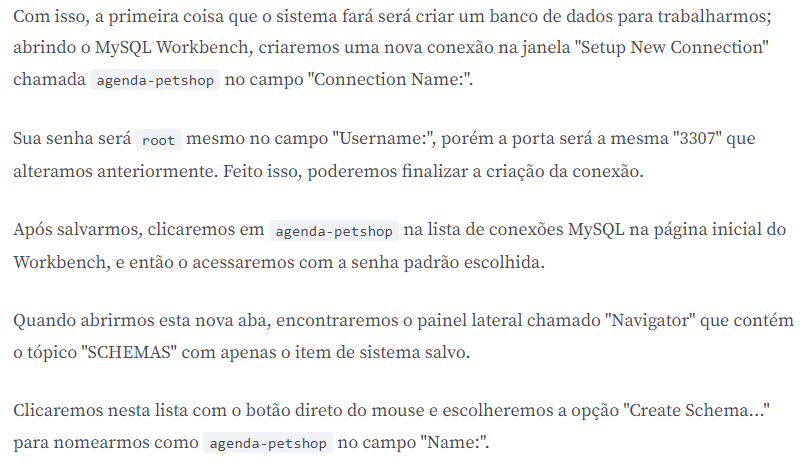 Com isso, a primeira coisa que o sistema fará será criar um banco de dados para trabalharmos;
abrindo o MySQL Workbench, criaremos uma nova conexão na janela "Setup New Connection"
chamada agenda-petshop no campo "Connection Name:".
Sua senha será root mesmo no campo "Username:", porém a porta será a mesma "3307" que
alteramos anteriormente. Feito isso, poderemos finalizar a criação da conexão.
Após salvarmos, clicaremos em agenda-petshop na lista de conexões MySQL na página inicial do
Workbench, e então o acessaremos com a senha padrão escolhida.
Quando abrirmos esta nova aba, encontraremos o painel lateral chamado "Navigator" que contém
o tópico "SCHEMAS" com apenas o item de sistema salvo.
Clicaremos nesta lista com o botão direto do mouse e escolheremos a opção "Create Schema..."
para nomearmos como agenda-petshop no campo "Name:".